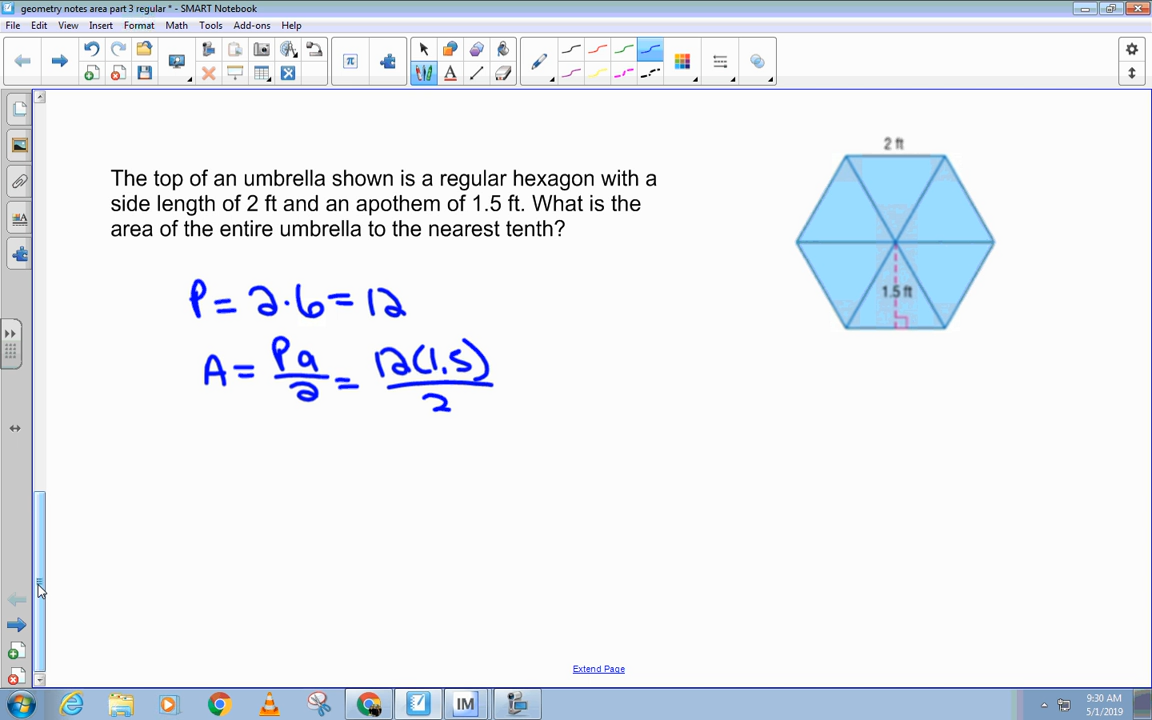 geometry notes area part 3 regular * - SMART Notebook
File Edit View Insert Format Math Tools Add-ons Help
2 ft
The top of an umbrella shown is a regular hexagon with a
side length of 2 ft and an apothem of 1.5 ft. What is the
area of the entire umbrella to the nearest tenth?
1.5 ft
P = 2·6 = 12
A = Pa/2 = 12(1.5)/2
Extend Page
IM
9:30 AM
5/1/2019